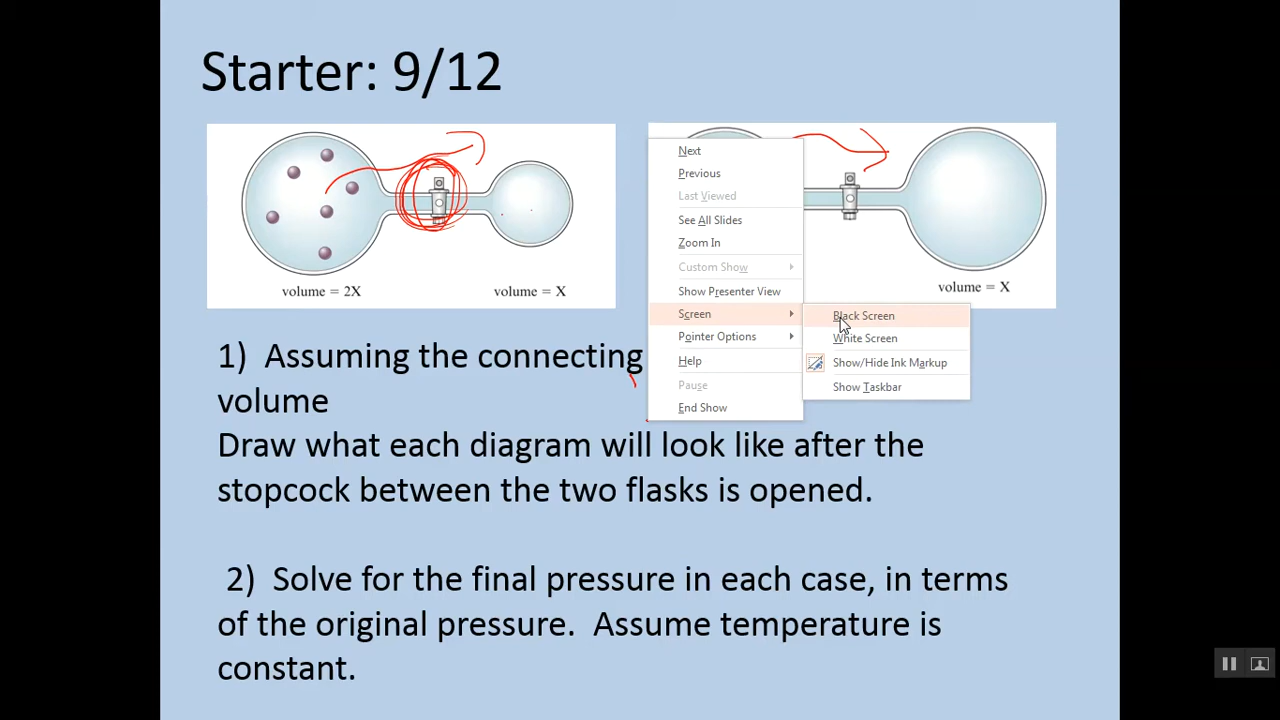 Starter: 9/12
volume = 2X
volume = X
volume = X
Next
Previous
Last Viewed
See All Slides
Zoom In
Custom Show
Show Presenter View
Screen
Pointer Options
Help
Pause
End Show
Black Screen
White Screen
Show/Hide Ink Markup
Show Taskbar
1) Assuming the connecting
volume
Draw what each diagram will look like after the
stopcock between the two flasks is opened.
2) Solve for the final pressure in each case, in terms
of the original pressure. Assume temperature is
constant.